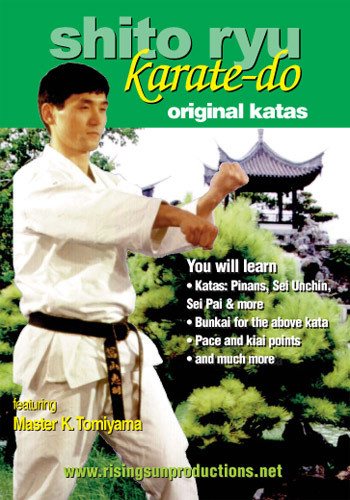 shito ryu
karate-do
original katas
You will learn
• Katas: Pinans, Sei Unchin,
Sei Pai & more
• Bunkai for the above kata
• Pace and kiai points
• and much more
featuring
Master K. Tomiyama
www.risingsunproductions.net